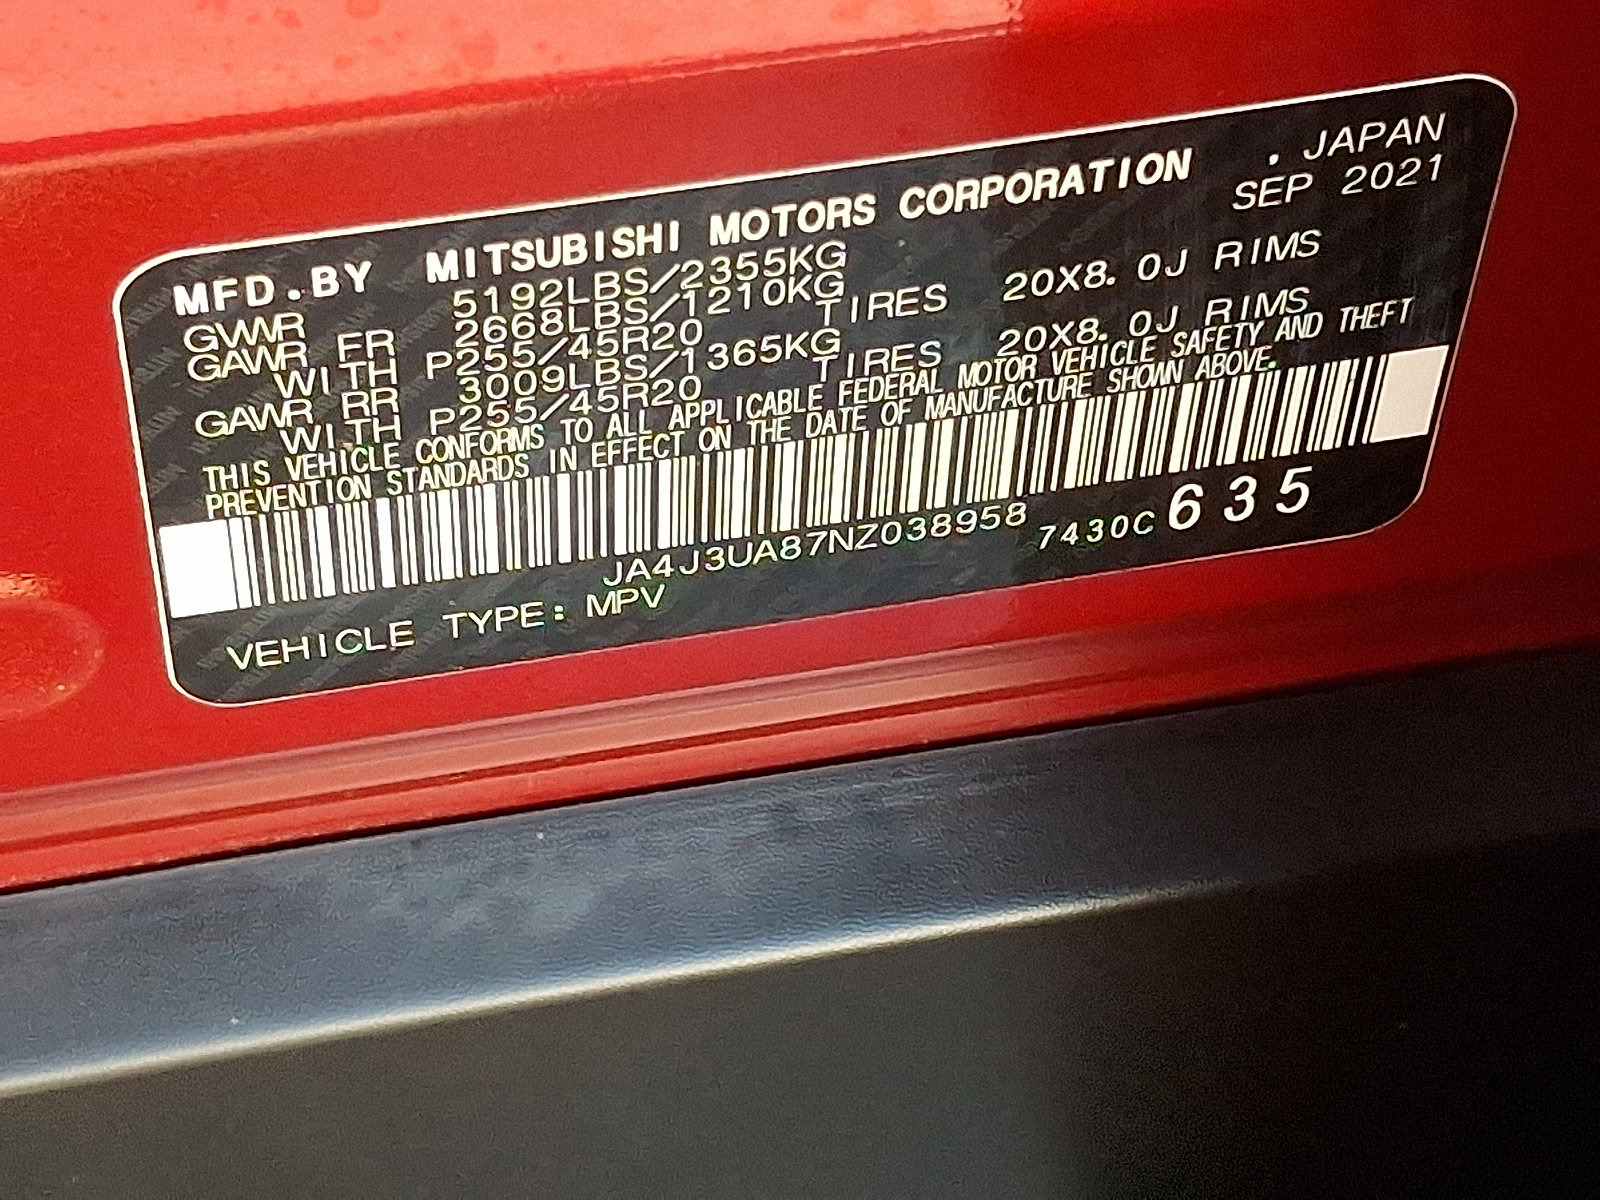 MFD.BY MITSUBISHI MOTORS CORPORATION . JAPAN
SEP 2021
GVWR 5192LBS/2355KG
GAWR FR 2668LBS/1210KG
WITH P255/45R20 TIRES 20X8.0J RIMS
GAWR RR 3009LBS/1365KG
WITH P255/45R20 TIRES 20X8.0J RIMS
THIS VEHICLE CONFORMS TO ALL APPLICABLE FEDERAL MOTOR VEHICLE SAFETY AND THEFT
PREVENTION STANDARDS IN EFFECT ON THE DATE OF MANUFACTURE SHOWN ABOVE.
JA4J3UA87NZ038958 7430C 635
VEHICLE TYPE: MPV